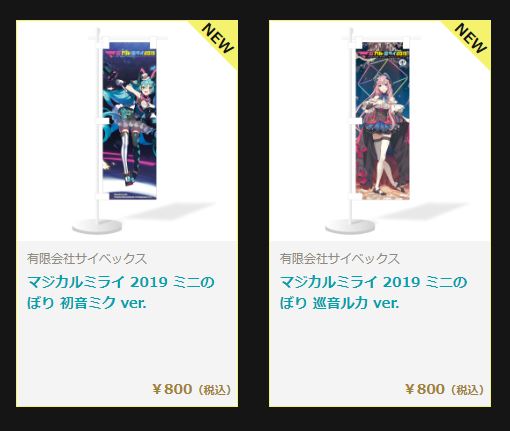 NEW
有限会社サイベックス
マジカルミライ 2019 ミニの
ぼり 初音ミク ver.
￥800（税込）
NEW
有限会社サイベックス
マジカルミライ 2019 ミニの
ぼり 巡音ルカ ver.
￥800（税込）